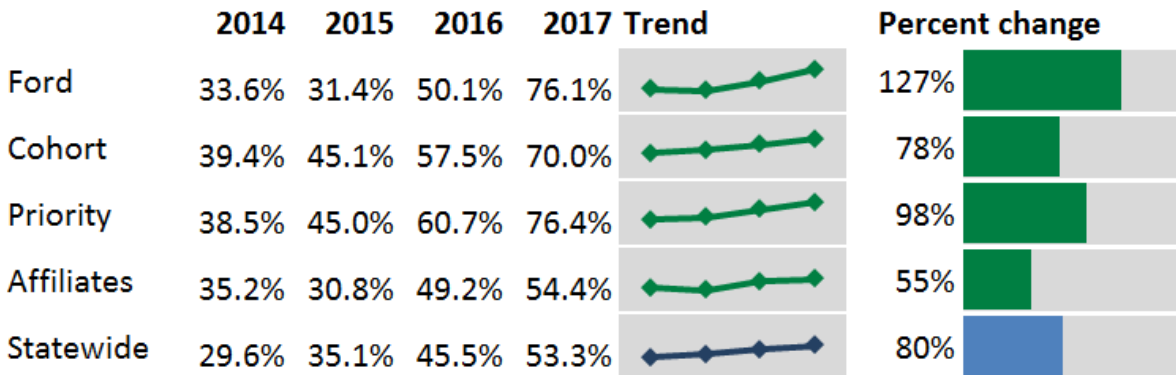 2014 2015 2016 2017 Trend Percent change
Ford 33.6% 31.4% 50.1% 76.1% 127%
Cohort 39.4% 45.1% 57.5% 70.0% 78%
Priority 38.5% 45.0% 60.7% 76.4% 98%
Affiliates 35.2% 30.8% 49.2% 54.4% 55%
Statewide 29.6% 35.1% 45.5% 53.3% 80%